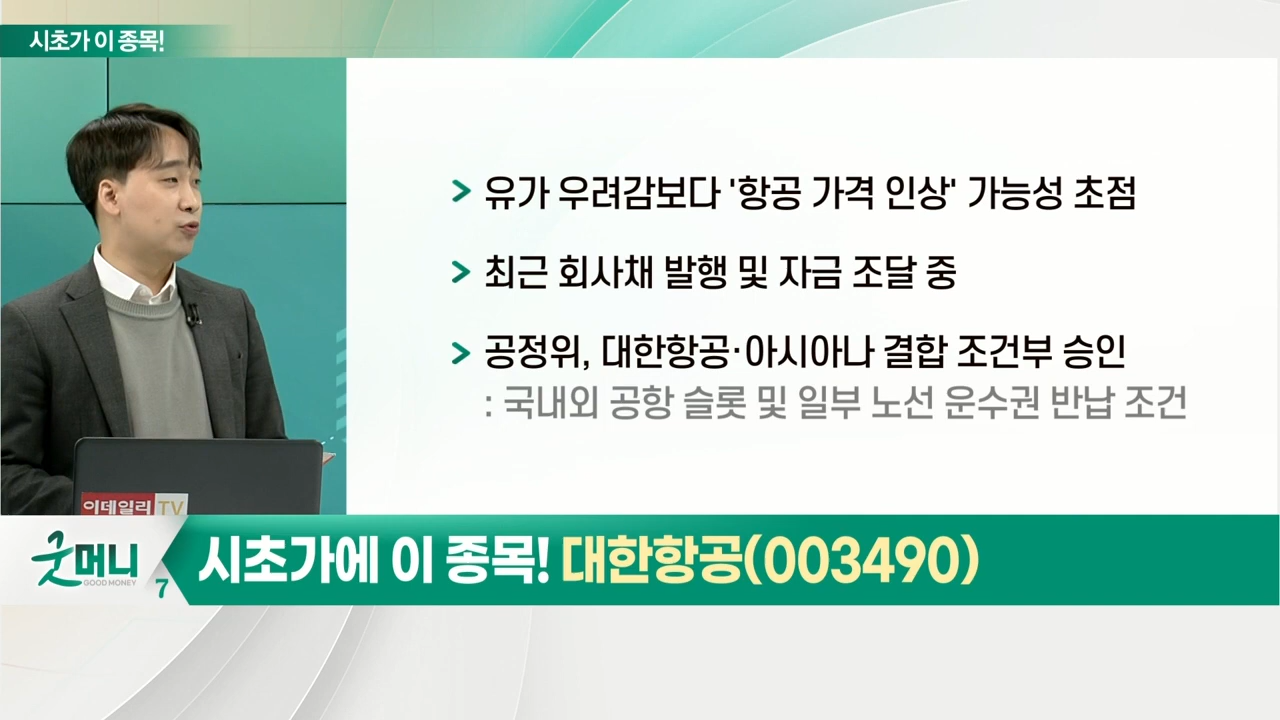 시초가 이 종목!
> 유가 우려감보다 '항공 가격 인상' 가능성 초점
> 최근 회사채 발행 및 자금 조달 중
> 공정위, 대한항공·아시아나 결합 조건부 승인
: 국내외 공항 슬롯 및 일부 노선 운수권 반납 조건
이데일리TV
굿머니
GOOD MONEY
7
시초가에 이 종목! 대한항공(003490)